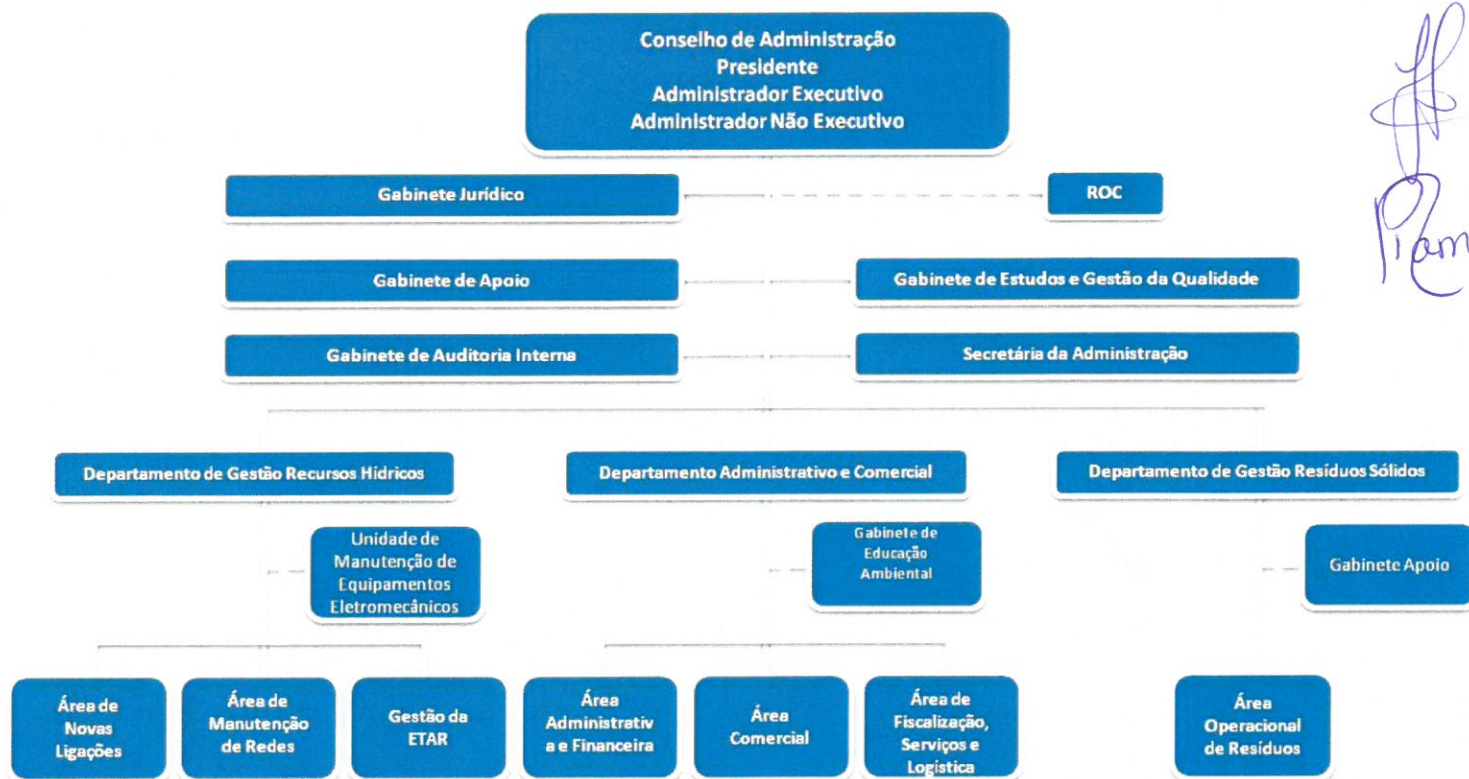 Conselho de Administração
Presidente
Administrador Executivo
Administrador Não Executivo
Gabinete Jurídico
ROC
Gabinete de Apoio
Gabinete de Estudos e Gestão da Qualidade
Gabinete de Auditoria Interna
Secretária da Administração
Departamento de Gestão Recursos Hídricos
Departamento Administrativo e Comercial
Departamento de Gestão Resíduos Sólidos
Unidade de
Manutenção de
Equipamentos
Eletromecânicos
Gabinete de
Educação
Ambiental
Gabinete Apoio
Área de
Novas
Ligações
Área de
Manutenção
de Redes
Gestão da
ETAR
Área
Administrativ
a e Financeira
Área
Comercial
Área de
Fiscalização,
Serviços e
Logística
Área
Operacional
de Resíduos